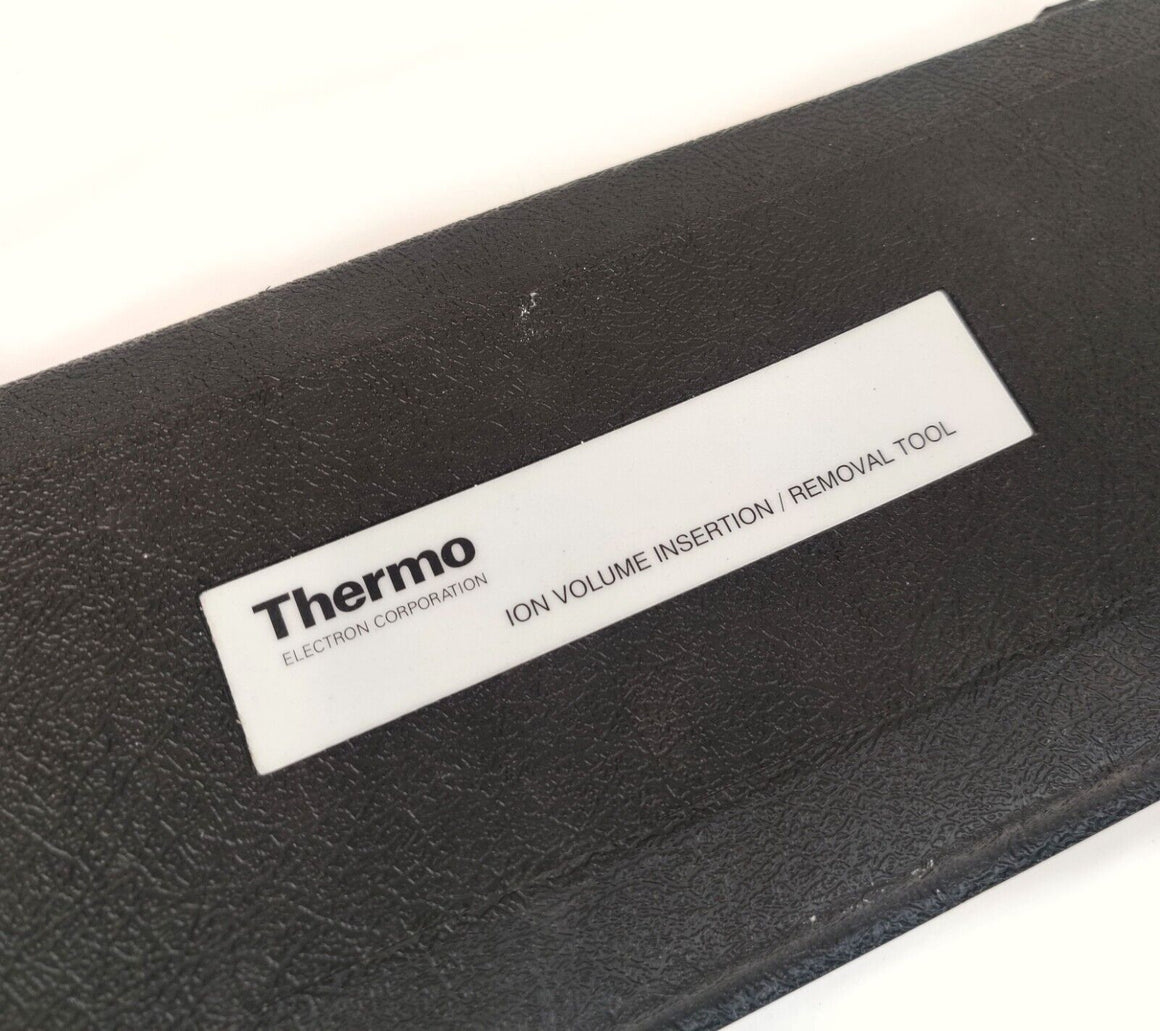 Thermo
ELECTRON CORPORATION
ION VOLUME INSERTION / REMOVAL TOOL